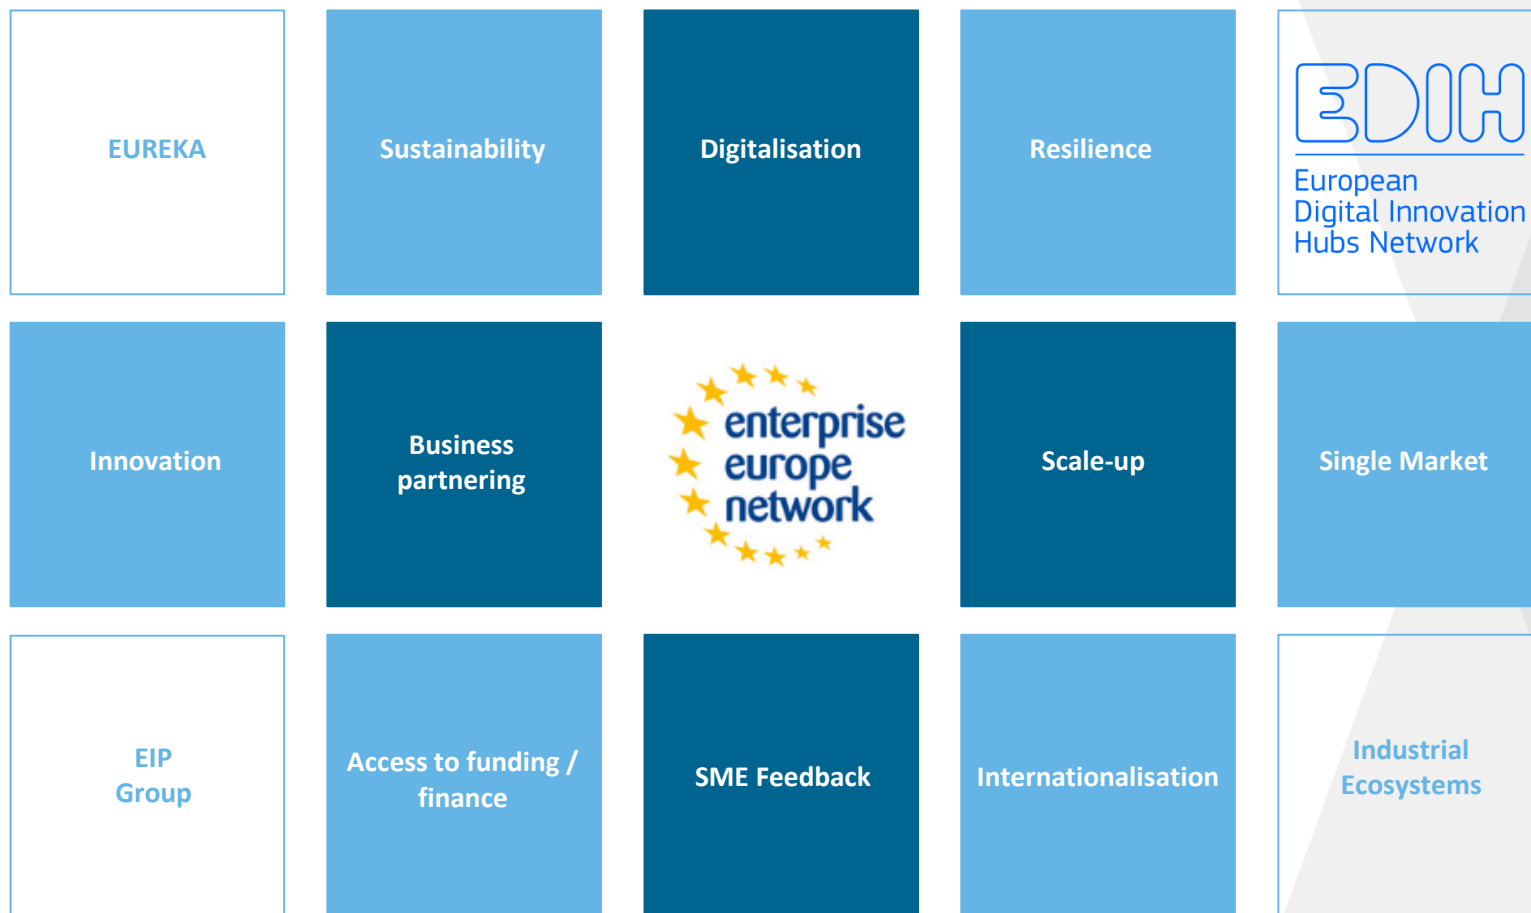 EUREKA
Sustainability
Digitalisation
Resilience
EDIH
European
Digital Innovation
Hubs Network
Innovation
Business
partnering
enterprise
europe
network
Scale-up
Single Market
EIP
Group
Access to funding /
finance
SME Feedback
Internationalisation
Industrial
Ecosystems